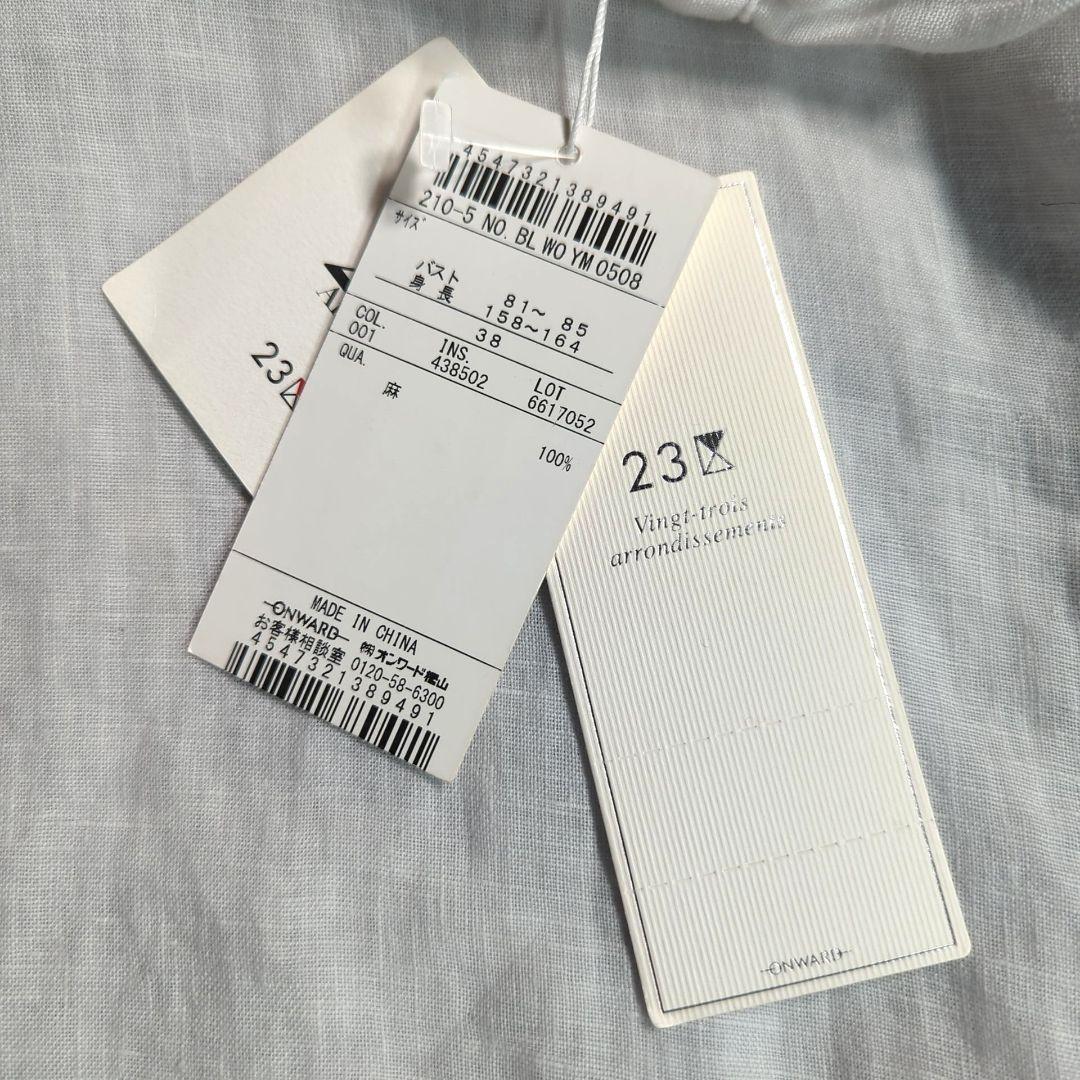 4547321389491
210-5 NO. BL WO YM 0508
サイズ
バスト 81~ 85
身 長 158~164
38
COL. INS. LOT
001 438502 6617052
QUA.
麻
100%
MADE IN CHINA
ONWARD ㈱オンワード樫山
お客様相談室 0120-58-6300
4547321389491
23
23区
Vingt-trois
arrondissements
ONWARD